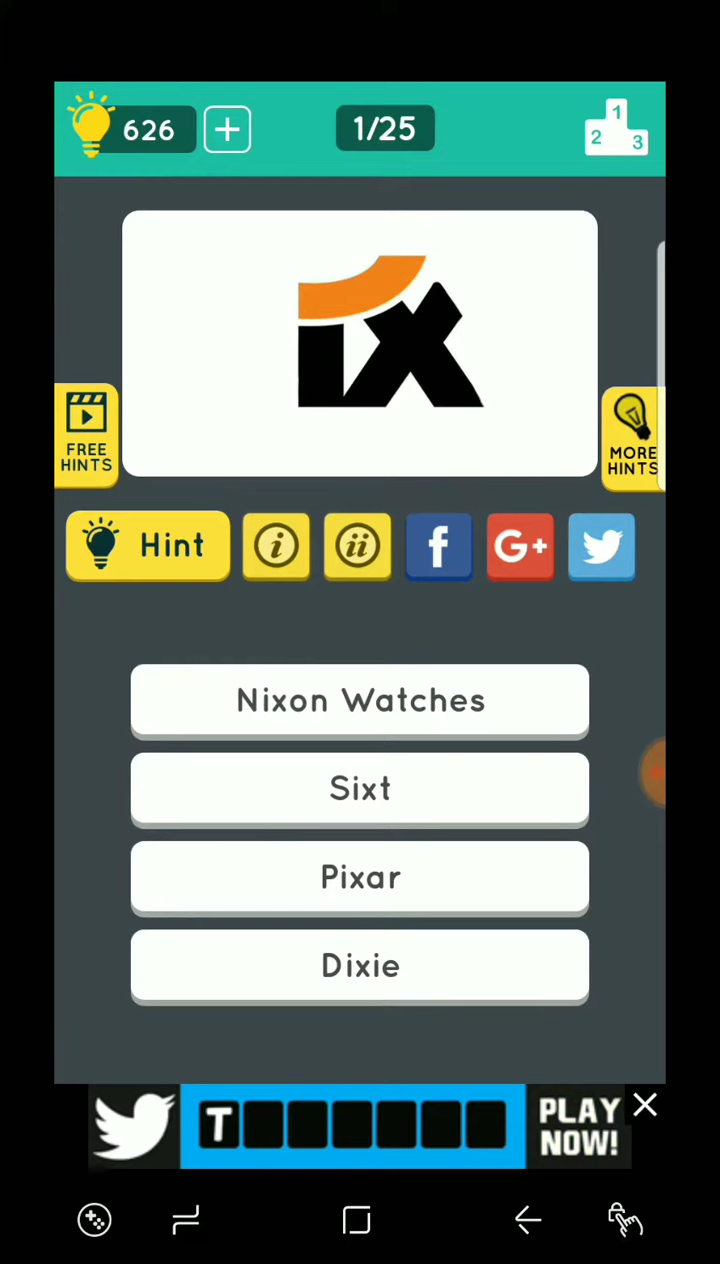 626 + 1/25
1
2
3
ix
FREE
HINTS
MORE
HINTS
Hint i ii f G+
Nixon Watches
Sixt
Pixar
Dixie
T
PLAY
NOW!